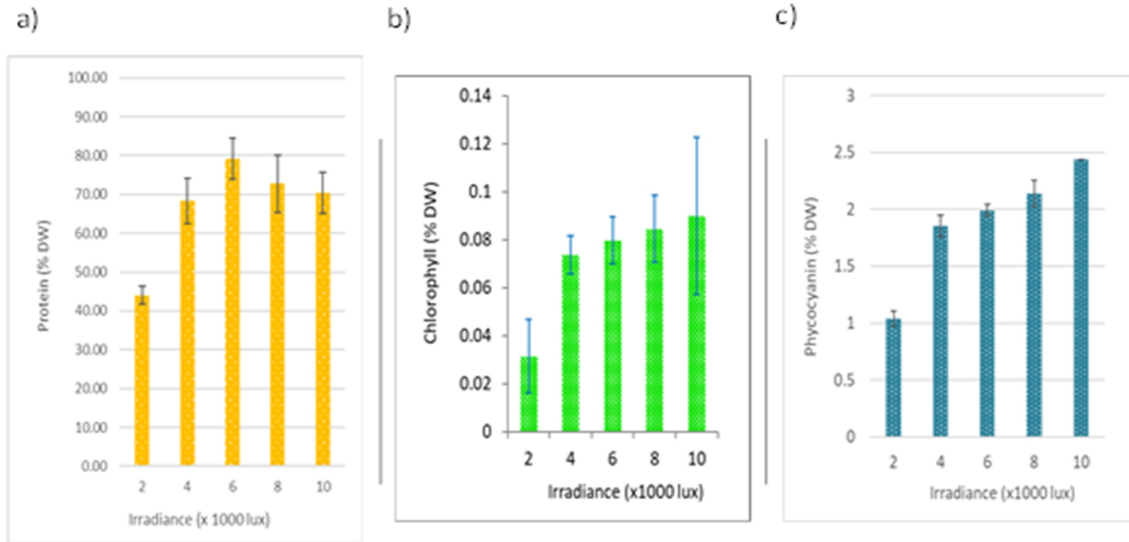 a)
b)
c)
100.00
90.00
80.00
70.00
60.00
50.00
40.00
30.00
20.00
10.00
0.00
Protein (% DW)
2 4 6 8 10
Irradiance (x 1000 lux)
0.14
0.12
0.1
0.08
0.06
0.04
0.02
0
Chlorophyll (% DW)
2 4 6 8 10
Irradiance (x1000 lux)
3
2.5
2
1.5
1
0.5
0
Phycocyanin (% DW)
2 4 6 8 10
Irradiance (x1000 lux)